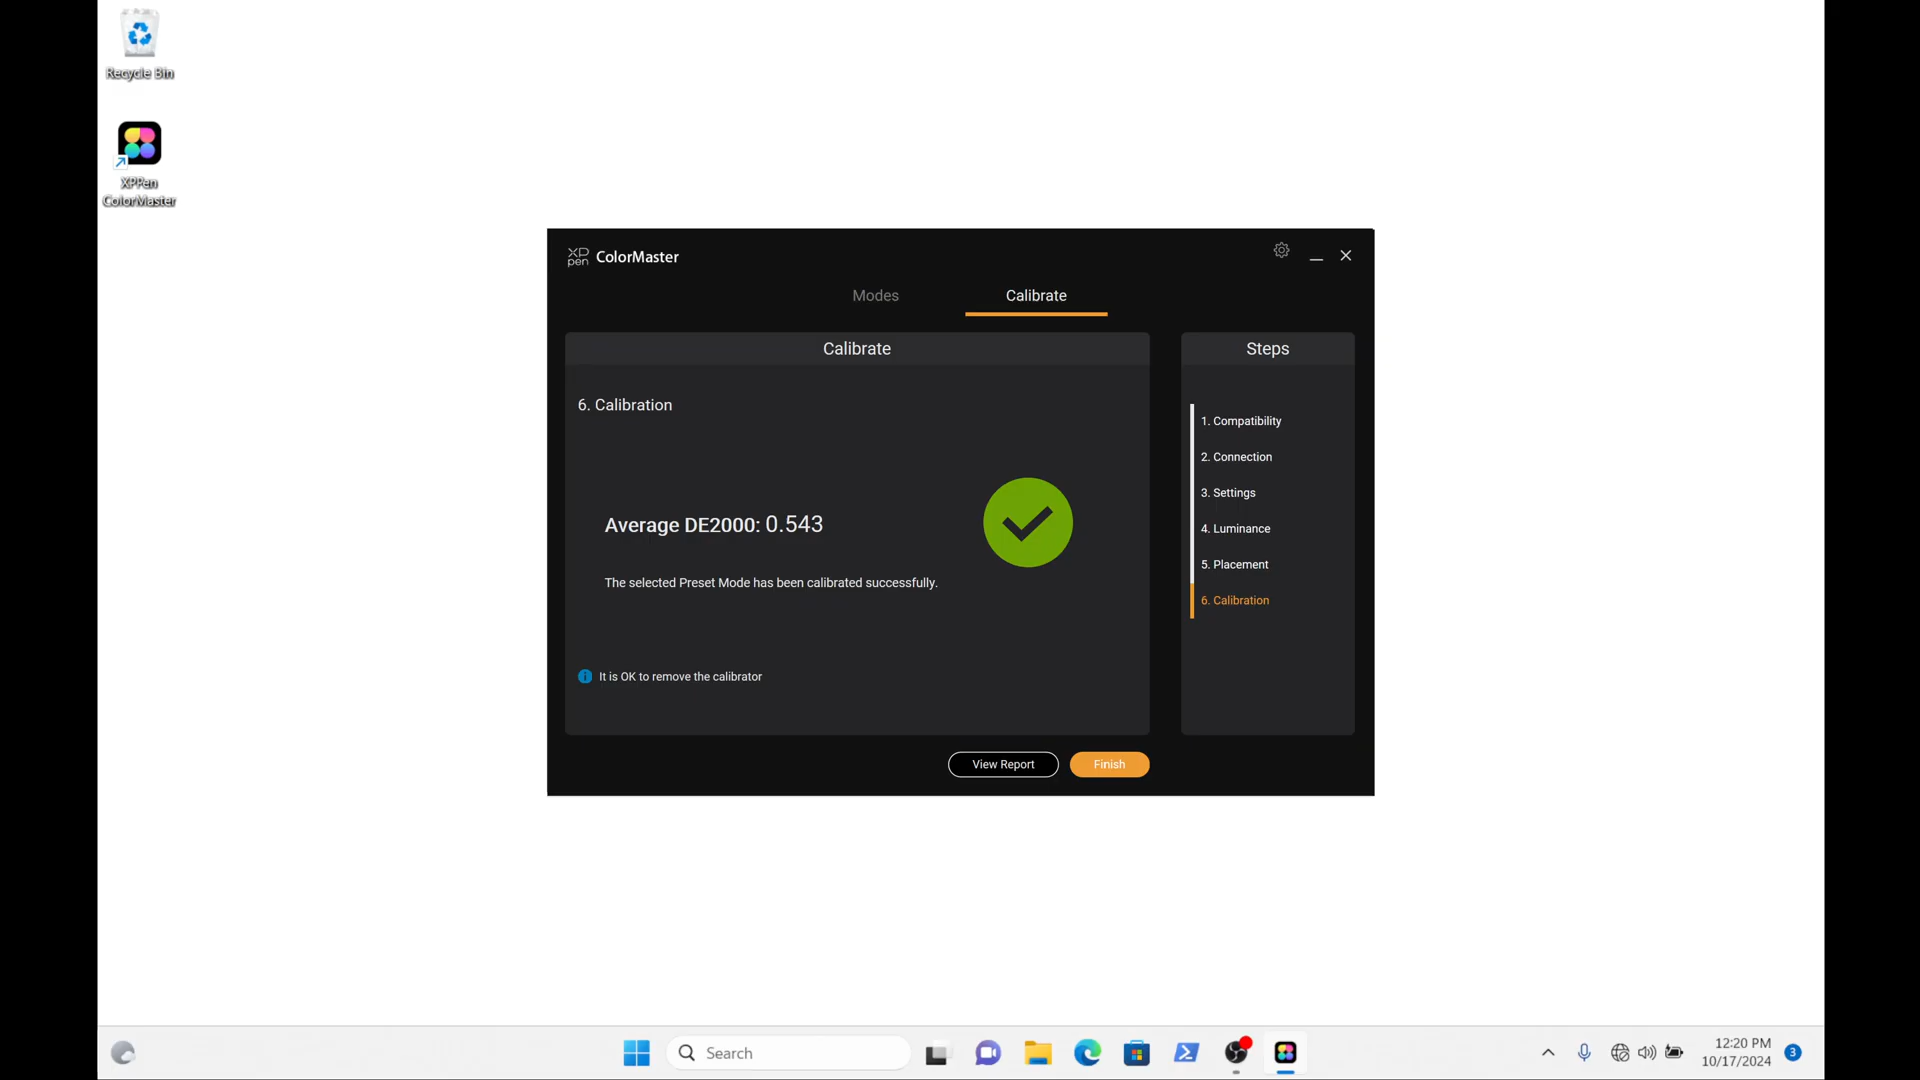 Recycle Bin
XPPen
ColorMaster
XP
pen
ColorMaster
Modes
Calibrate
Calibrate
6. Calibration
Average DE2000: 0.543
The selected Preset Mode has been calibrated successfully.
It is OK to remove the calibrator
Steps
1. Compatibility
2. Connection
3. Settings
4. Luminance
5. Placement
6. Calibration
View Report
Finish
Search
12:20 PM
10/17/2024
3